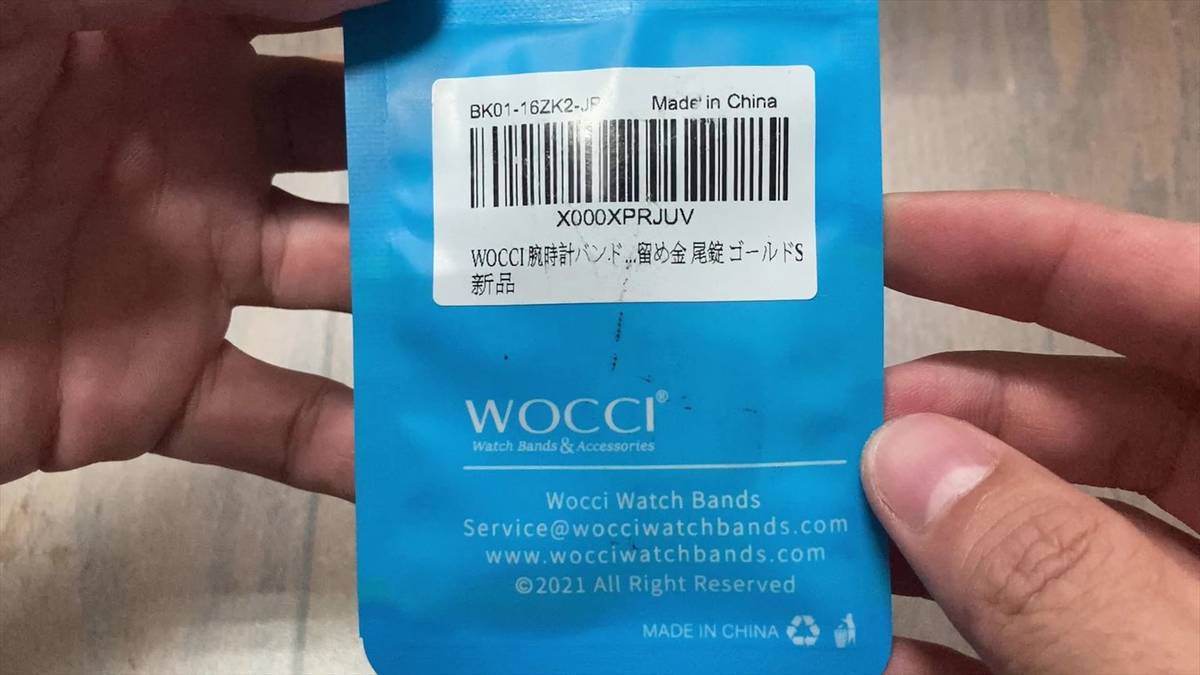 BK01-16ZK2-JP Made in China
X000XPRJUV
WOCCI 腕時計バンド...留め金 尾錠 ゴールドS
新品
WOCCI®
Watch Bands & Accessories
Wocci Watch Bands
Service@wocciwatchbands.com
www.wocciwatchbands.com
©2021 All Right Reserved
MADE IN CHINA